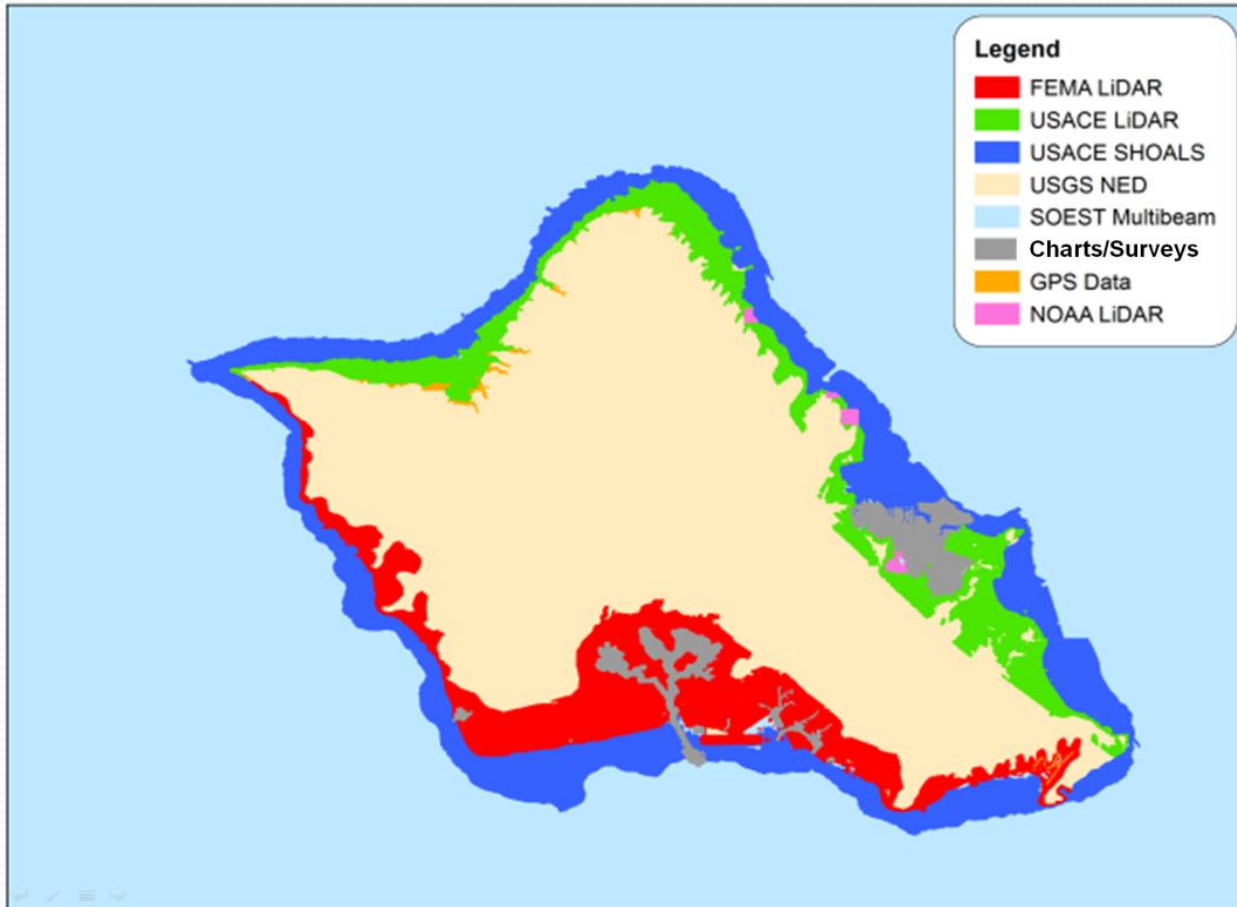 Legend
FEMA LiDAR
USACE LiDAR
USACE SHOALS
USGS NED
SOEST Multibeam
Charts/Surveys
GPS Data
NOAA LiDAR